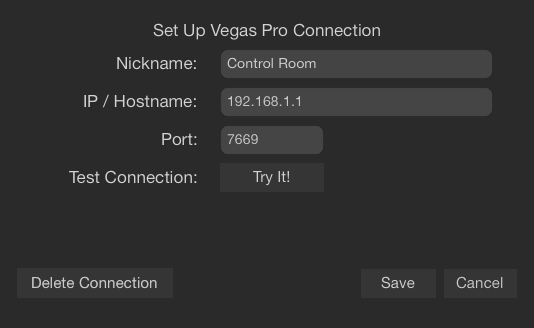 Set Up Vegas Pro Connection
Nickname: Control Room
IP / Hostname: 192.168.1.1
Port: 7669
Test Connection: Try It!
Delete Connection Save Cancel